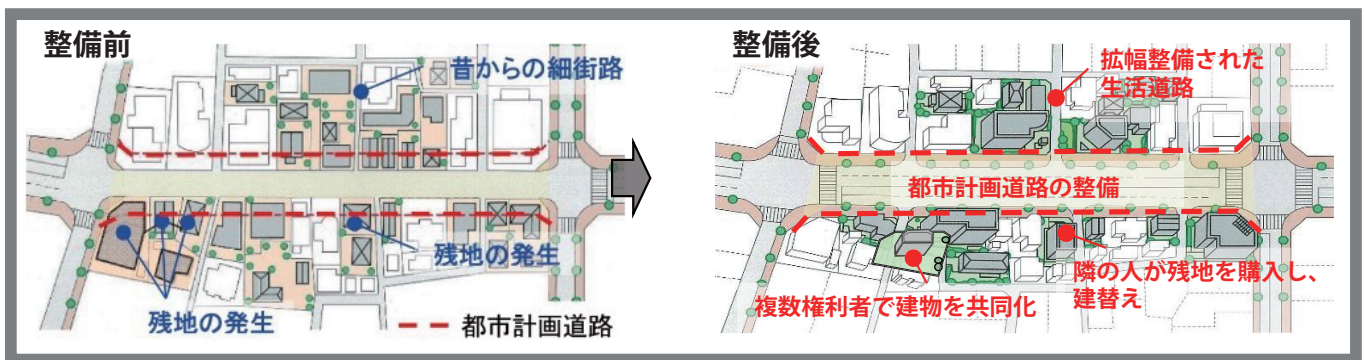 整備前
昔からの細街路
残地の発生
残地の発生
都市計画道路
整備後
拡幅整備された
生活道路
都市計画道路の整備
隣の人が残地を購入し、
建替え
複数権利者で建物を共同化